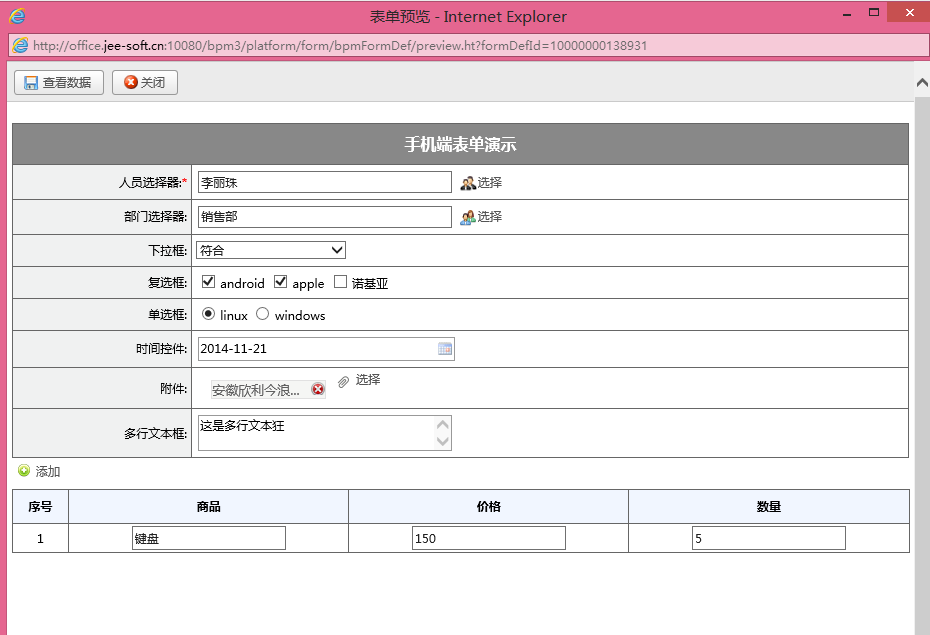 表单预览 - Internet Explorer
http://office.jee-soft.cn:10080/bpm3/platform/form/bpmFormDef/preview.ht?formDefId=10000000138931
查看数据 关闭
手机端表单演示
人员选择器:* 李丽珠 选择
部门选择器: 销售部 选择
下拉框: 符合
复选框: android apple 诺基亚
单选框: linux windows
时间控件: 2014-11-21
附件: 安徽欣利今浪... 选择
多行文本框: 这是多行文本狂
添加
序号 商品 价格 数量
1 键盘 150 5